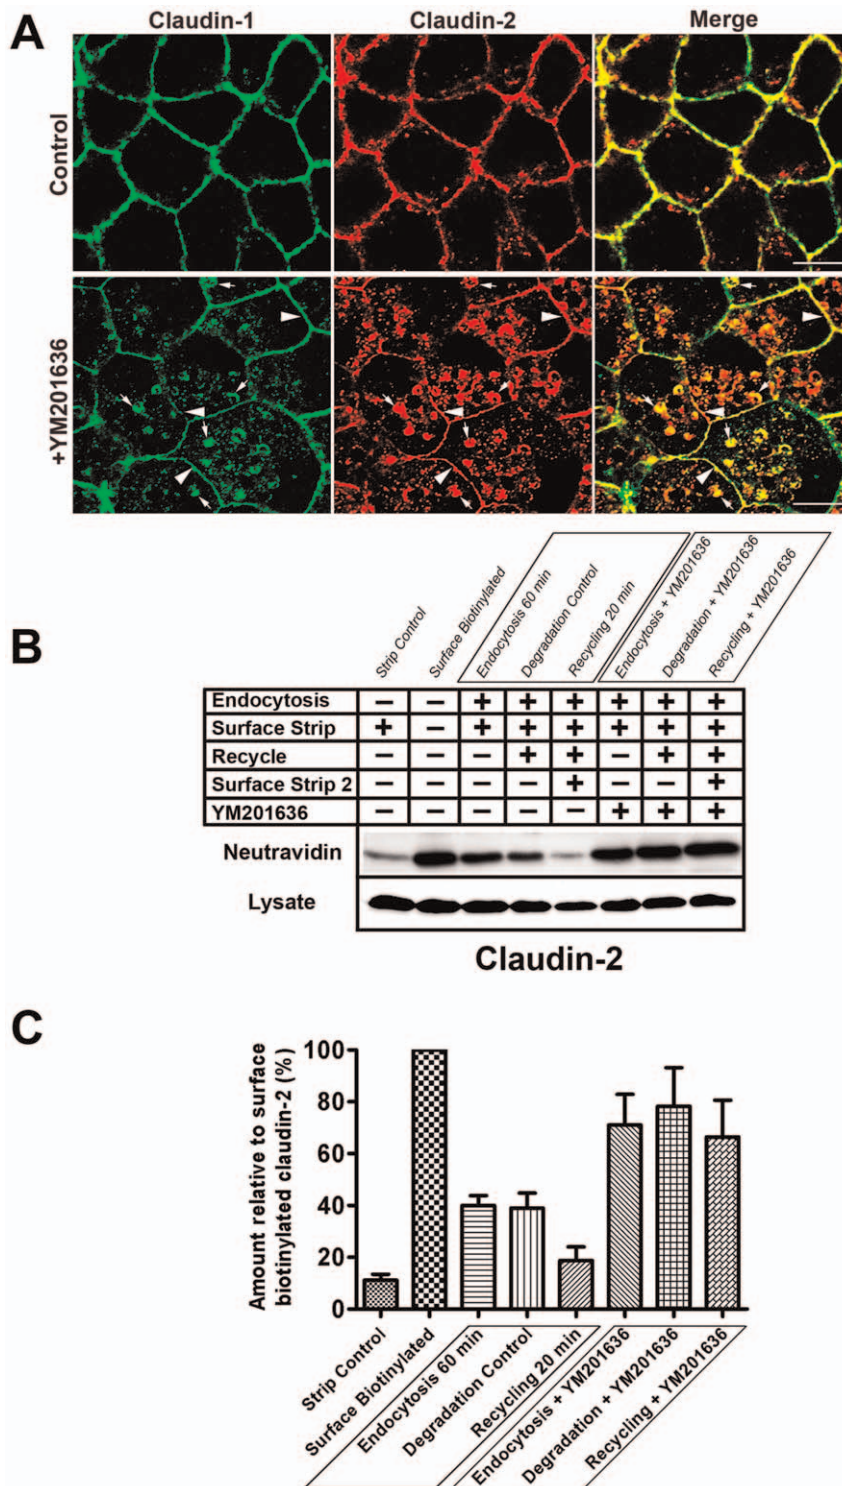 A
Claudin-1 Claudin-2 Merge
Control
+YM201636
B
Strip Control
Surface Biotinylated
Endocytosis 60 min
Degradation Control
Recycling 20 min
Endocytosis + YM201636
Degradation + YM201636
Recycling + YM201636
Endocytosis − − + + + + + +
Surface Strip + − + + + + + +
Recycle − − − + + − + +
Surface Strip 2 − − − − + − − +
YM201636 − − − − − + + +
Neutravidin
Lysate
Claudin-2
C
Amount relative to surface
biotinylated claudin-2 (%)
100
80
60
40
20
0
Strip Control
Surface Biotinylated
Endocytosis 60 min
Degradation Control
Recycling 20 min
Endocytosis + YM201636
Degradation + YM201636
Recycling + YM201636